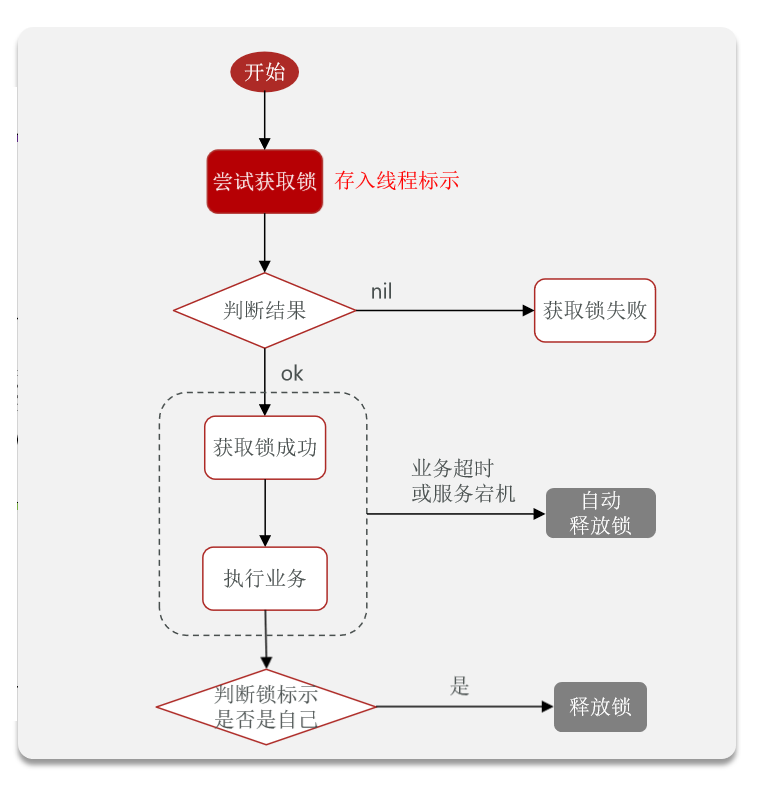 开始
尝试获取锁
存入线程标示
判断结果
nil
获取锁失败
ok
获取锁成功
业务超时
或服务宕机
自动
释放锁
执行业务
判断锁标示
是否是自己
是
释放锁